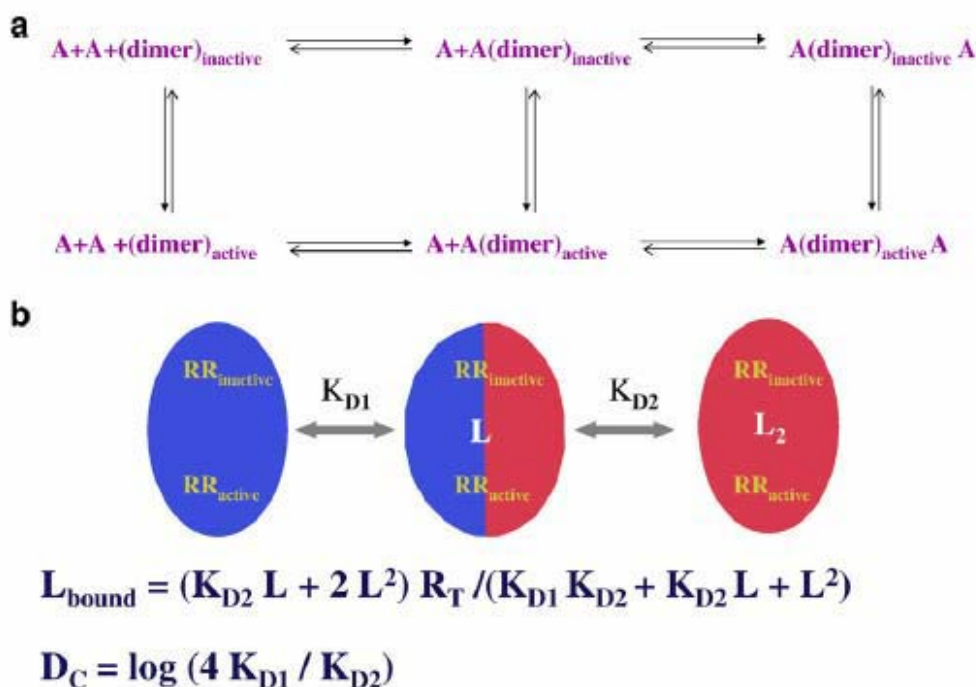 a
A+A+(dimer)inactive A+A(dimer)inactive A(dimer)inactive A
A+A +(dimer)active A+A(dimer)active A(dimer)active A
b
RRinactive RRinactive RRinactive
KD1 KD2
L L2
RRactive RRactive RRactive
Lbound = (KD2 L + 2 L²) RT /(KD1 KD2 + KD2 L + L²)
DC = log (4 KD1 / KD2)